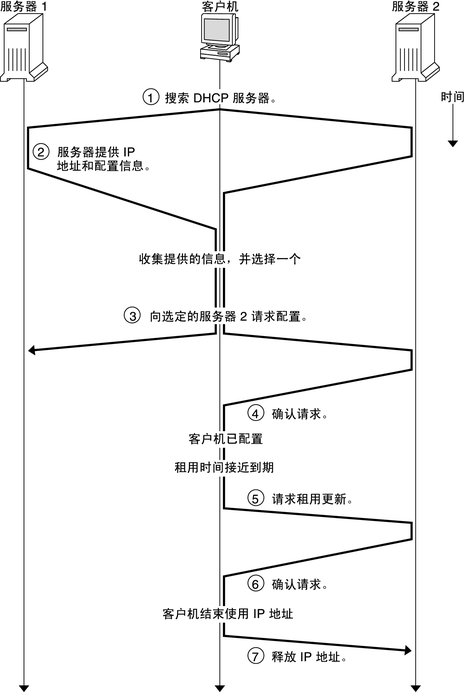 服务器 1
客户机
服务器 2
① 搜索 DHCP 服务器。
时间
② 服务器提供 IP
地址和配置信息。
收集提供的信息，并选择一个
③ 向选定的服务器 2 请求配置。
④ 确认请求。
客户机已配置
租用时间接近到期
⑤ 请求租用更新。
⑥ 确认请求。
客户机结束使用 IP 地址
⑦ 释放 IP 地址。